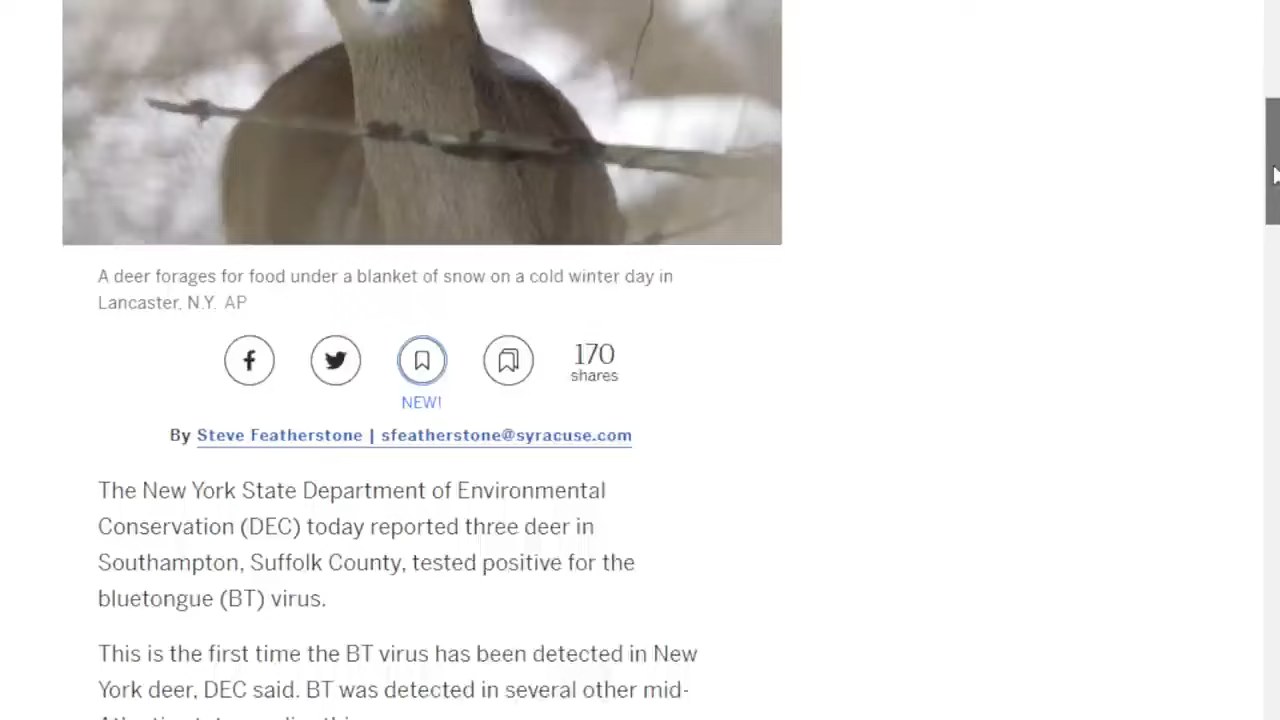 A deer forages for food under a blanket of snow on a cold winter day in
Lancaster, N.Y. AP
170
shares
NEW!
By Steve Featherstone | sfeatherstone@syracuse.com
The New York State Department of Environmental
Conservation (DEC) today reported three deer in
Southampton, Suffolk County, tested positive for the
bluetongue (BT) virus.
This is the first time the BT virus has been detected in New
York deer, DEC said. BT was detected in several other mid-